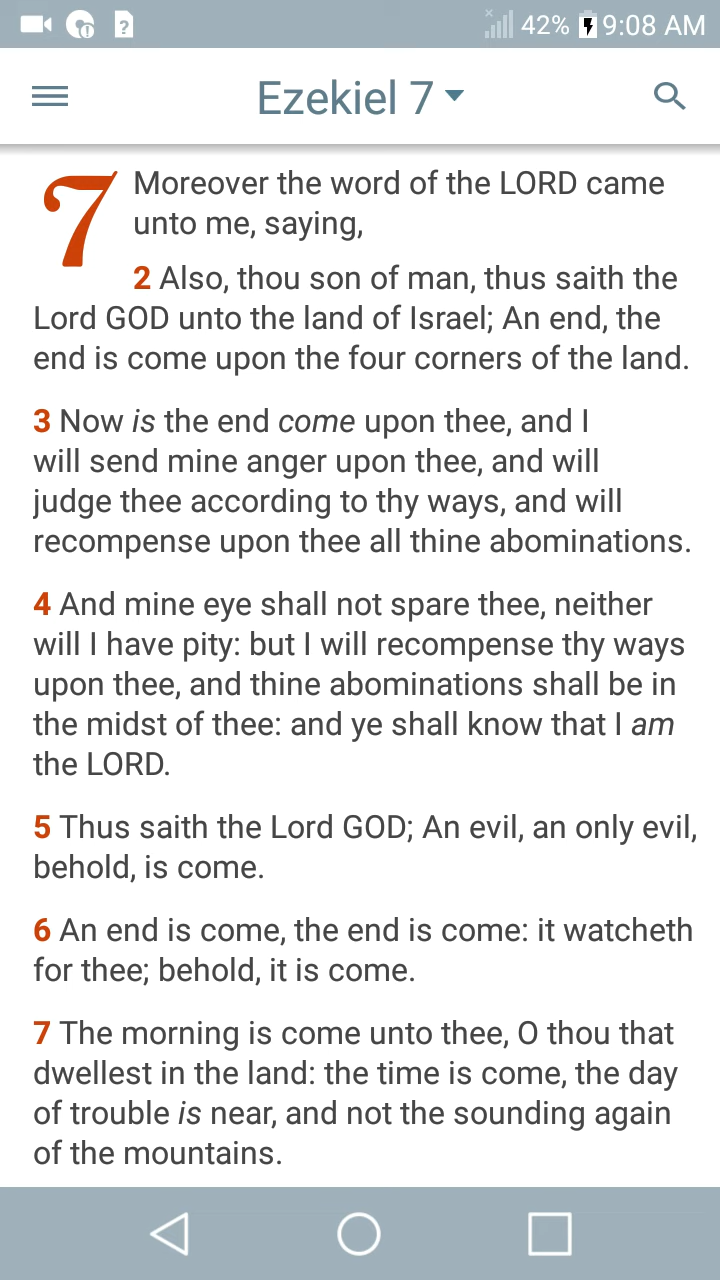 42% 9:08 AM
Ezekiel 7
7 Moreover the word of the LORD came
unto me, saying,
2 Also, thou son of man, thus saith the
Lord GOD unto the land of Israel; An end, the
end is come upon the four corners of the land.
3 Now is the end come upon thee, and I
will send mine anger upon thee, and will
judge thee according to thy ways, and will
recompense upon thee all thine abominations.
4 And mine eye shall not spare thee, neither
will I have pity: but I will recompense thy ways
upon thee, and thine abominations shall be in
the midst of thee: and ye shall know that I am
the LORD.
5 Thus saith the Lord GOD; An evil, an only evil,
behold, is come.
6 An end is come, the end is come: it watcheth
for thee; behold, it is come.
7 The morning is come unto thee, O thou that
dwellest in the land: the time is come, the day
of trouble is near, and not the sounding again
of the mountains.